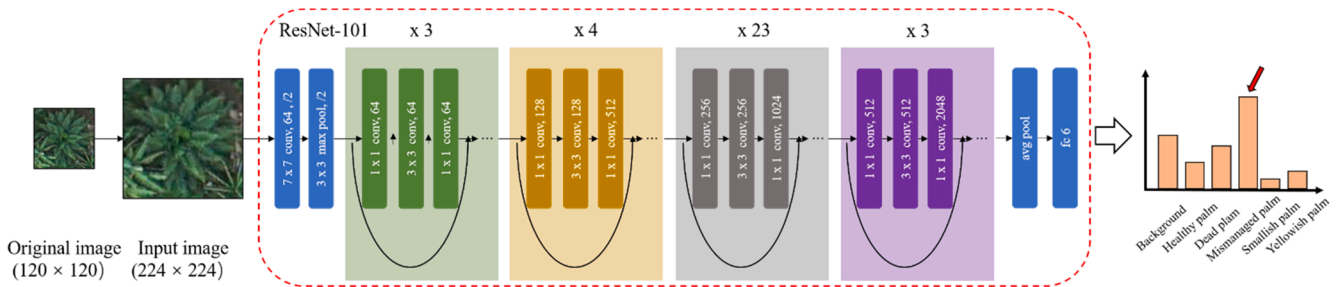 ResNet-101
x 3
x 4
x 23
x 3
7 x 7 conv, 64, /2
3 x 3 max pool, /2
1 x 1 conv, 64
3 x 3 conv, 64
1 x 1 conv, 64
...
1 x 1 conv, 128
3 x 3 conv, 128
1 x 1 conv, 512
...
1 x 1 conv, 256
3 x 3 conv, 256
1 x 1 conv, 1024
...
1 x 1 conv, 512
3 x 3 conv, 512
1 x 1 conv, 2048
...
avg pool
fc 6
Original image
(120 × 120)
Input image
(224 × 224)
Background
Healthy palm
Dead plam
Mismanaged palm
Smallish palm
Yellowish palm